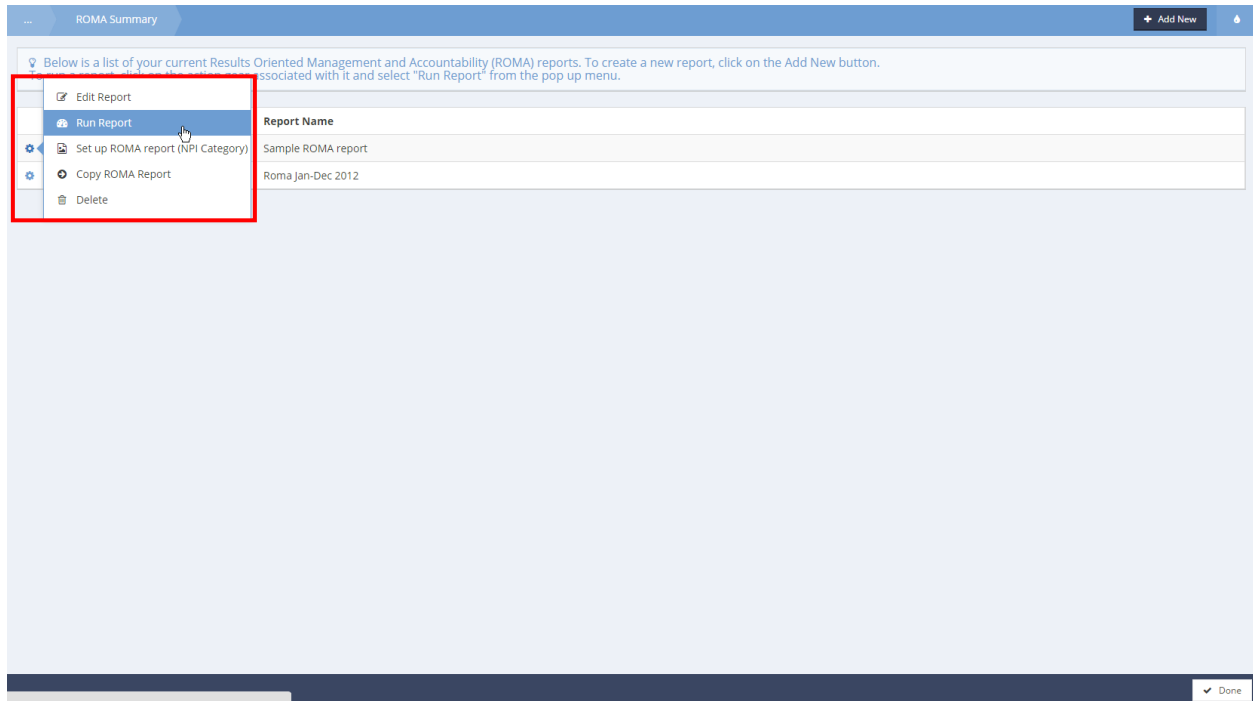 ... ROMA Summary + Add New
Below is a list of your current Results Oriented Management and Accountability (ROMA) reports. To create a new report, click on the Add New button.
associated with it and select "Run Report" from the pop up menu.
Edit Report
Run Report
Report Name
Set up ROMA report (NPI Category)
Sample ROMA report
Copy ROMA Report
Roma Jan-Dec 2012
Delete
Done